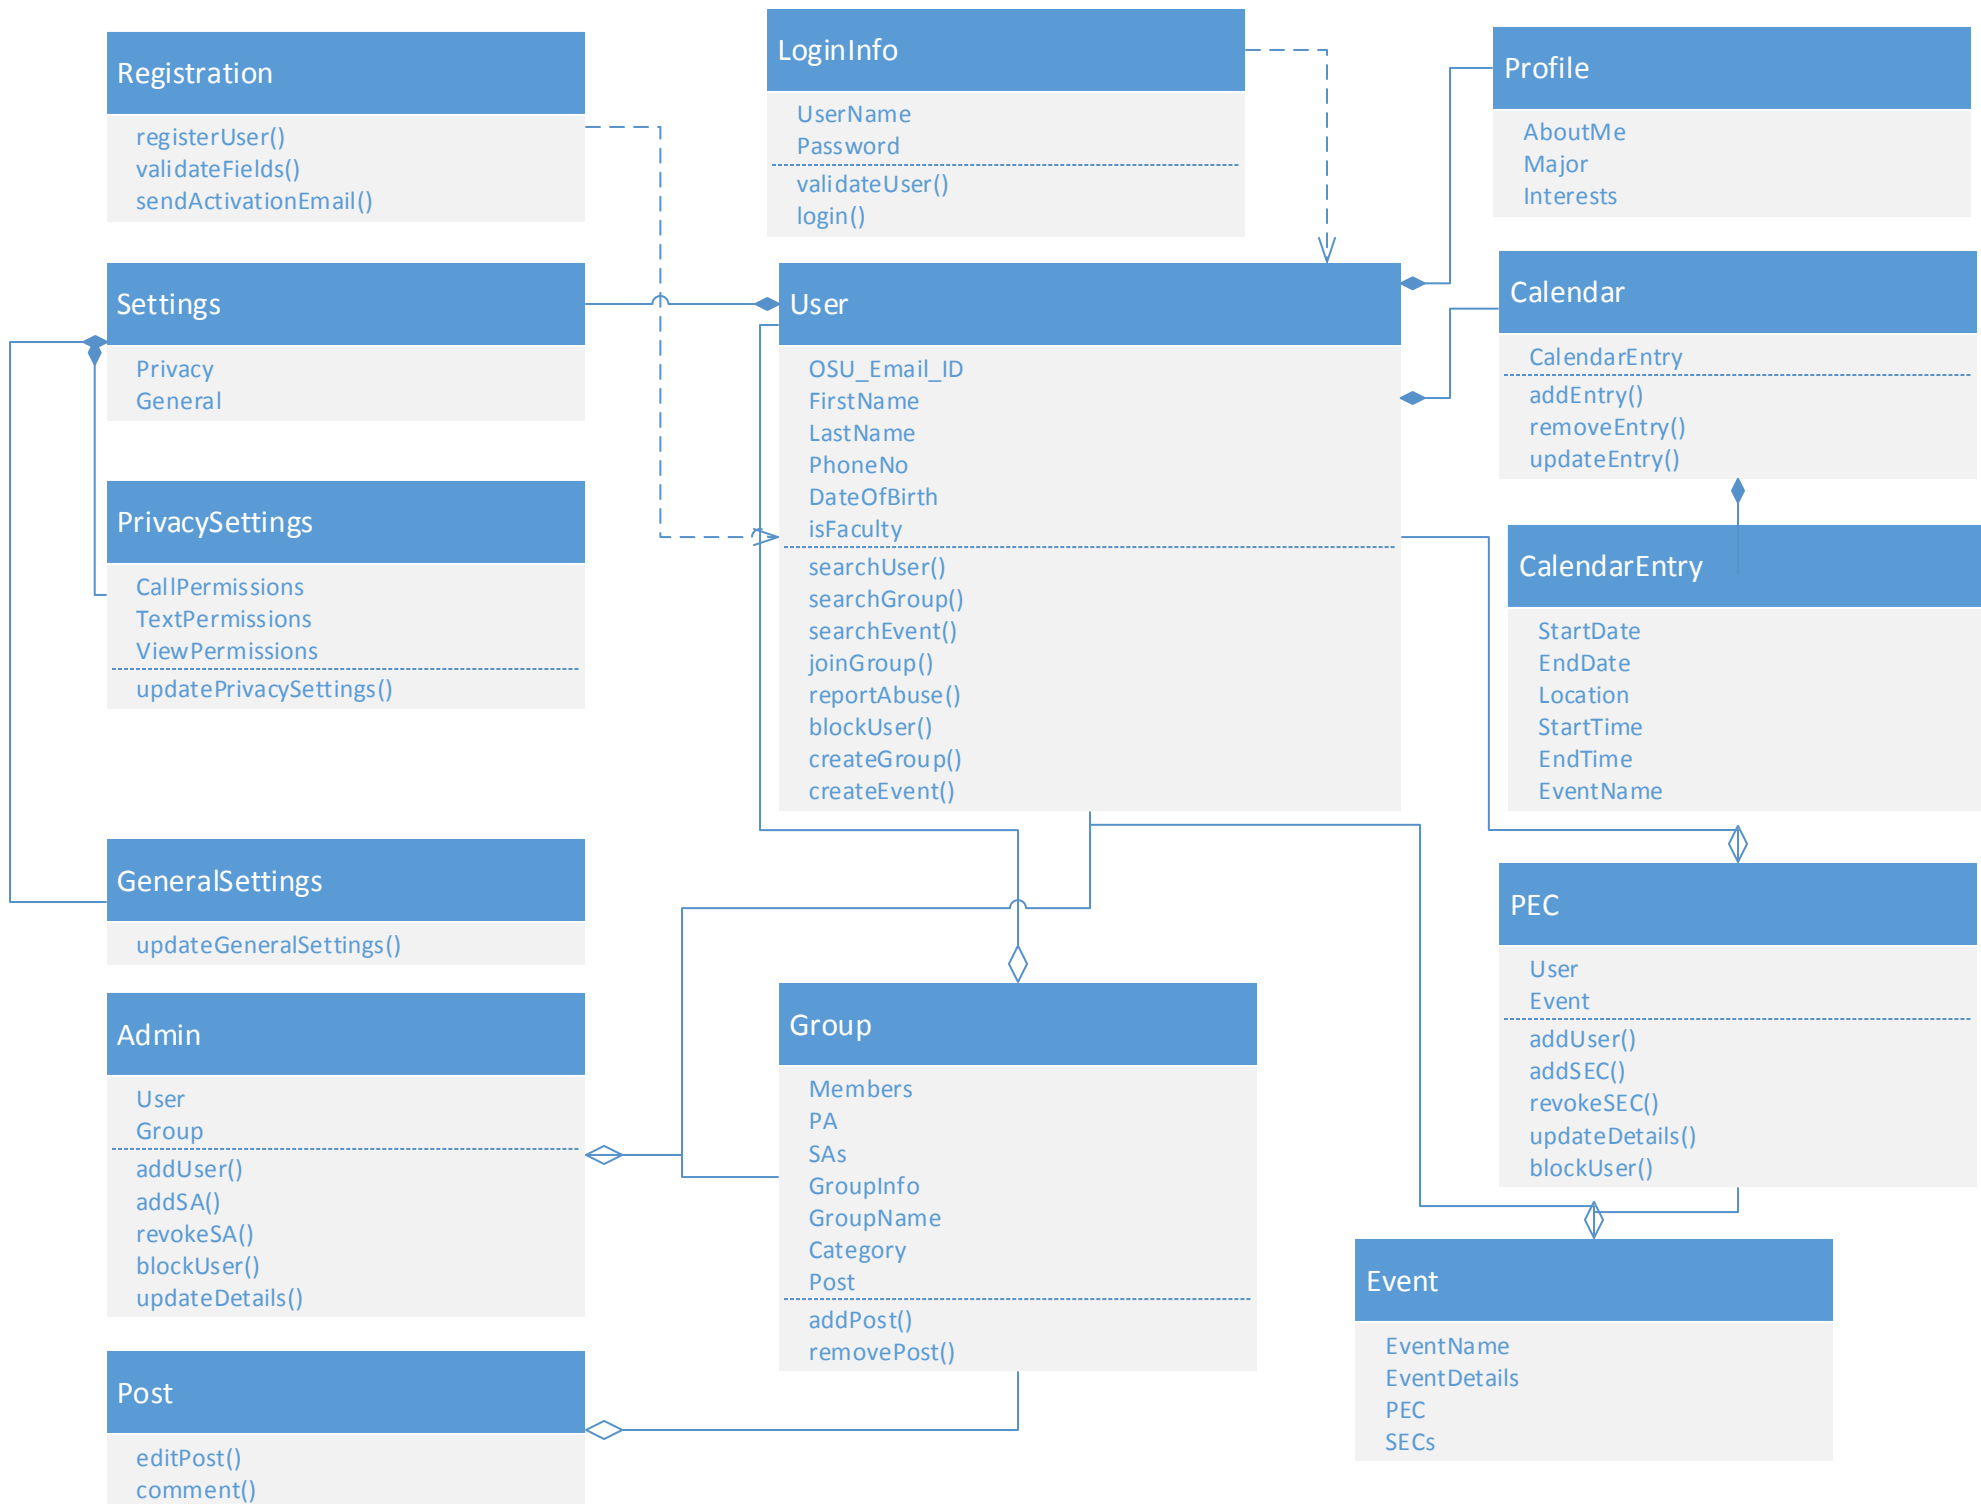 Registration
registerUser()
validateFields()
sendActivationEmail()
LoginInfo
UserName
Password
validateUser()
login()
Profile
AboutMe
Major
Interests
Settings
Privacy
General
User
OSU_Email_ID
FirstName
LastName
PhoneNo
DateOfBirth
isFaculty
searchUser()
searchGroup()
searchEvent()
joinGroup()
reportAbuse()
blockUser()
createGroup()
createEvent()
Calendar
CalendarEntry
addEntry()
removeEntry()
updateEntry()
PrivacySettings
CallPermissions
TextPermissions
ViewPermissions
updatePrivacySettings()
CalendarEntry
StartDate
EndDate
Location
StartTime
EndTime
EventName
GeneralSettings
updateGeneralSettings()
PEC
User
Event
addUser()
addSEC()
revokeSEC()
updateDetails()
blockUser()
Admin
User
Group
addUser()
addSA()
revokeSA()
blockUser()
updateDetails()
Group
Members
PA
SAs
GroupInfo
GroupName
Category
Post
addPost()
removePost()
Event
EventName
EventDetails
PEC
SECs
Post
editPost()
comment()